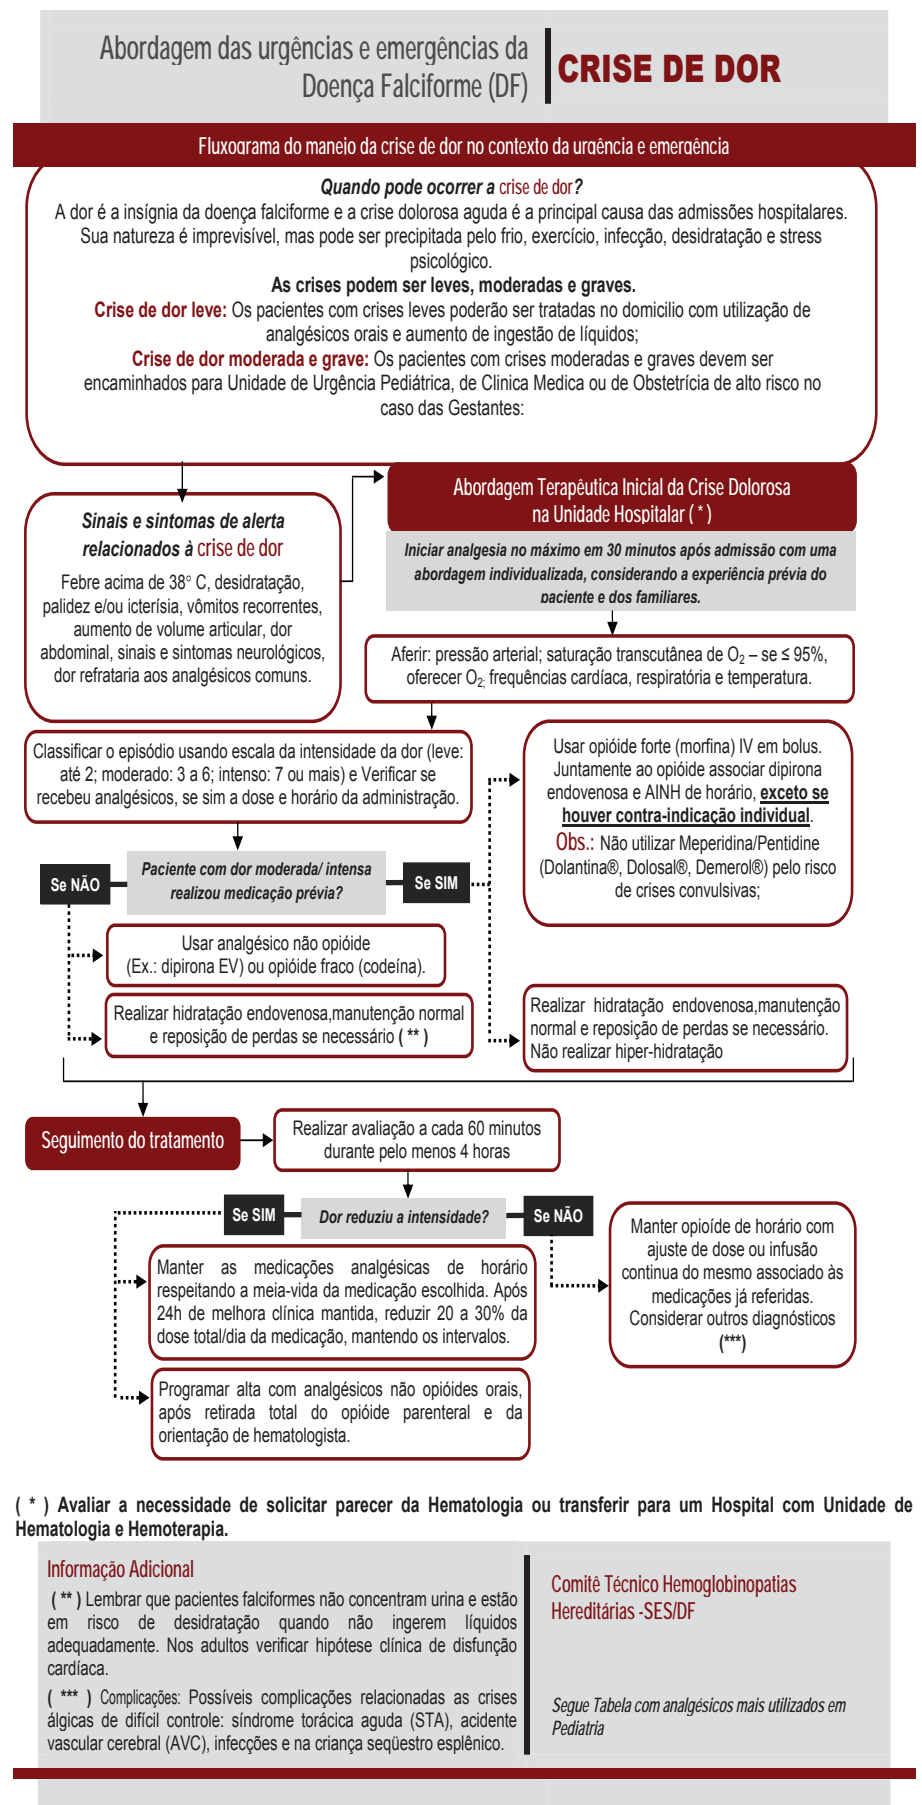 Abordagem das urgências e emergências da
Doença Falciforme (DF)
CRISE DE DOR
Fluxograma do manejo da crise de dor no contexto da urgência e emergência
Quando pode ocorrer a crise de dor?
A dor é a insígnia da doença falciforme e a crise dolorosa aguda é a principal causa das admissões hospitalares.
Sua natureza é imprevisível, mas pode ser precipitada pelo frio, exercício, infecção, desidratação e stress
psicológico.
As crises podem ser leves, moderadas e graves.
Crise de dor leve: Os pacientes com crises leves poderão ser tratadas no domicilio com utilização de
analgésicos orais e aumento de ingestão de líquidos;
Crise de dor moderada e grave: Os pacientes com crises moderadas e graves devem ser
encaminhados para Unidade de Urgência Pediátrica, de Clinica Medica ou de Obstetrícia de alto risco no
caso das Gestantes:
Sinais e sintomas de alerta
relacionados à crise de dor
Febre acima de 38° C, desidratação,
palidez e/ou icterísia, vômitos recorrentes,
aumento de volume articular, dor
abdominal, sinais e sintomas neurológicos,
dor refrataria aos analgésicos comuns.
Abordagem Terapêutica Inicial da Crise Dolorosa
na Unidade Hospitalar ( * )
Iniciar analgesia no máximo em 30 minutos após admissão com uma
abordagem individualizada, considerando a experiência prévia do
paciente e dos familiares.
Aferir: pressão arterial; saturação transcutânea de O2 – se ≤ 95%,
oferecer O2; frequências cardíaca, respiratória e temperatura.
Classificar o episódio usando escala da intensidade da dor (leve:
até 2; moderado: 3 a 6; intenso: 7 ou mais) e Verificar se
recebeu analgésicos, se sim a dose e horário da administração.
Usar opióide forte (morfina) IV em bolus.
Juntamente ao opióide associar dipirona
endovenosa e AINH de horário, exceto se
houver contra-indicação individual.
Obs.: Não utilizar Meperidina/Pentidine
(Dolantina®, Dolosal®, Demerol®) pelo risco
de crises convulsivas;
Se NÃO
Paciente com dor moderada/ intensa
realizou medicação prévia?
Se SIM
Usar analgésico não opióide
(Ex.: dipirona EV) ou opióide fraco (codeína).
Realizar hidratação endovenosa,manutenção normal
e reposição de perdas se necessário ( ** )
Realizar hidratação endovenosa,manutenção
normal e reposição de perdas se necessário.
Não realizar hiper-hidratação
Seguimento do tratamento
Realizar avaliação a cada 60 minutos
durante pelo menos 4 horas
Se SIM
Dor reduziu a intensidade?
Se NÃO
Manter as medicações analgésicas de horário
respeitando a meia-vida da medicação escolhida. Após
24h de melhora clínica mantida, reduzir 20 a 30% da
dose total/dia da medicação, mantendo os intervalos.
Manter opioíde de horário com
ajuste de dose ou infusão
continua do mesmo associado às
medicações já referidas.
Considerar outros diagnósticos
(***)
Programar alta com analgésicos não opióides orais,
após retirada total do opióide parenteral e da
orientação de hematologista.
( * ) Avaliar a necessidade de solicitar parecer da Hematologia ou transferir para um Hospital com Unidade de
Hematologia e Hemoterapia.
Informação Adicional
( ** ) Lembrar que pacientes falciformes não concentram urina e estão
em risco de desidratação quando não ingerem líquidos
adequadamente. Nos adultos verificar hipótese clínica de disfunção
cardíaca.
( *** ) Complicações: Possíveis complicações relacionadas as crises
álgicas de difícil controle: síndrome torácica aguda (STA), acidente
vascular cerebral (AVC), infecções e na criança seqüestro esplênico.
Comitê Técnico Hemoglobinopatias
Hereditárias -SES/DF
Segue Tabela com analgésicos mais utilizados em
Pediatria